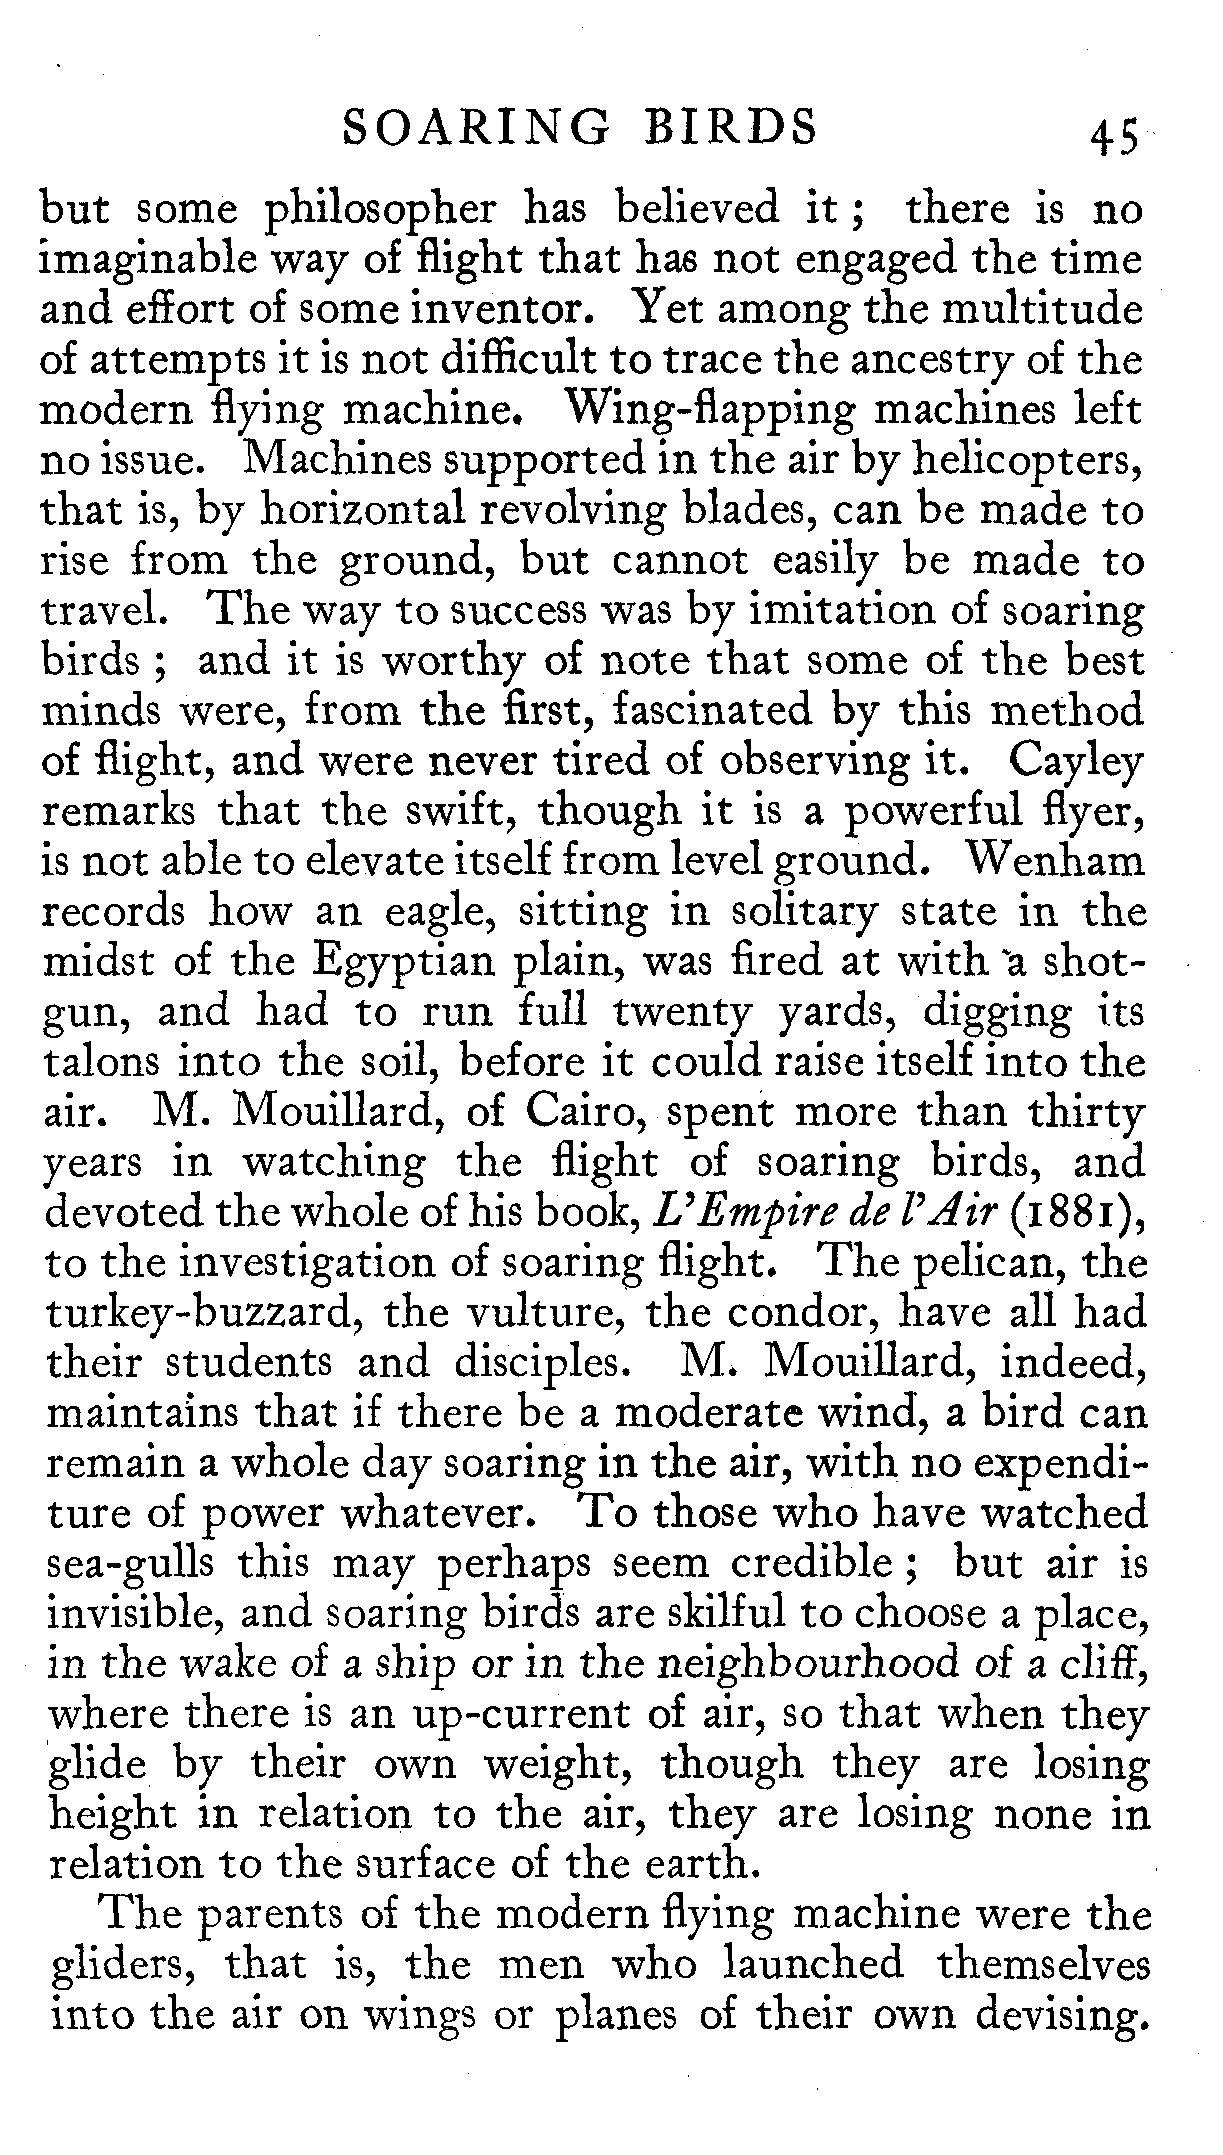 SOARING BIRDS 45
but some philosopher has believed it ; there is no
imaginable way of flight that has not engaged the time
and effort of some inventor. Yet among the multitude
of attempts it is not difficult to trace the ancestry of the
modern flying machine. Wing-flapping machines left
no issue. Machines supported in the air by helicopters,
that is, by horizontal revolving blades, can be made to
rise from the ground, but cannot easily be made to
travel. The way to success was by imitation of soaring
birds ; and it is worthy of note that some of the best
minds were, from the first, fascinated by this method
of flight, and were never tired of observing it. Cayley
remarks that the swift, though it is a powerful flyer,
is not able to elevate itself from level ground. Wenham
records how an eagle, sitting in solitary state in the
midst of the Egyptian plain, was fired at with a shot-
gun, and had to run full twenty yards, digging its
talons into the soil, before it could raise itself into the
air. M. Mouillard, of Cairo, spent more than thirty
years in watching the flight of soaring birds, and
devoted the whole of his book, L'Empire de l'Air (1881),
to the investigation of soaring flight. The pelican, the
turkey-buzzard, the vulture, the condor, have all had
their students and disciples. M. Mouillard, indeed,
maintains that if there be a moderate wind, a bird can
remain a whole day soaring in the air, with no expendi-
ture of power whatever. To those who have watched
sea-gulls this may perhaps seem credible ; but air is
invisible, and soaring birds are skilful to choose a place,
in the wake of a ship or in the neighbourhood of a cliff,
where there is an up-current of air, so that when they
glide by their own weight, though they are losing
height in relation to the air, they are losing none in
relation to the surface of the earth.
The parents of the modern flying machine were the
gliders, that is, the men who launched themselves
into the air on wings or planes of their own devising.